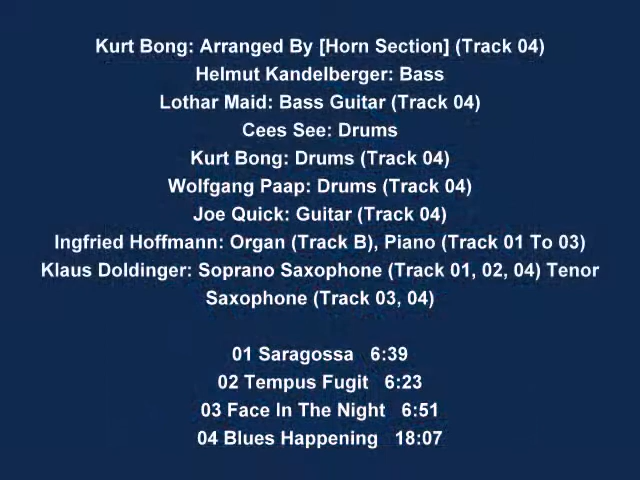 Kurt Bong: Arranged By [Horn Section] (Track 04)
Helmut Kandelberger: Bass
Lothar Maid: Bass Guitar (Track 04)
Cees See: Drums
Kurt Bong: Drums (Track 04)
Wolfgang Paap: Drums (Track 04)
Joe Quick: Guitar (Track 04)
Ingfried Hoffmann: Organ (Track B), Piano (Track 01 To 03)
Klaus Doldinger: Soprano Saxophone (Track 01, 02, 04) Tenor
Saxophone (Track 03, 04)
01 Saragossa 6:39
02 Tempus Fugit 6:23
03 Face In The Night 6:51
04 Blues Happening 18:07